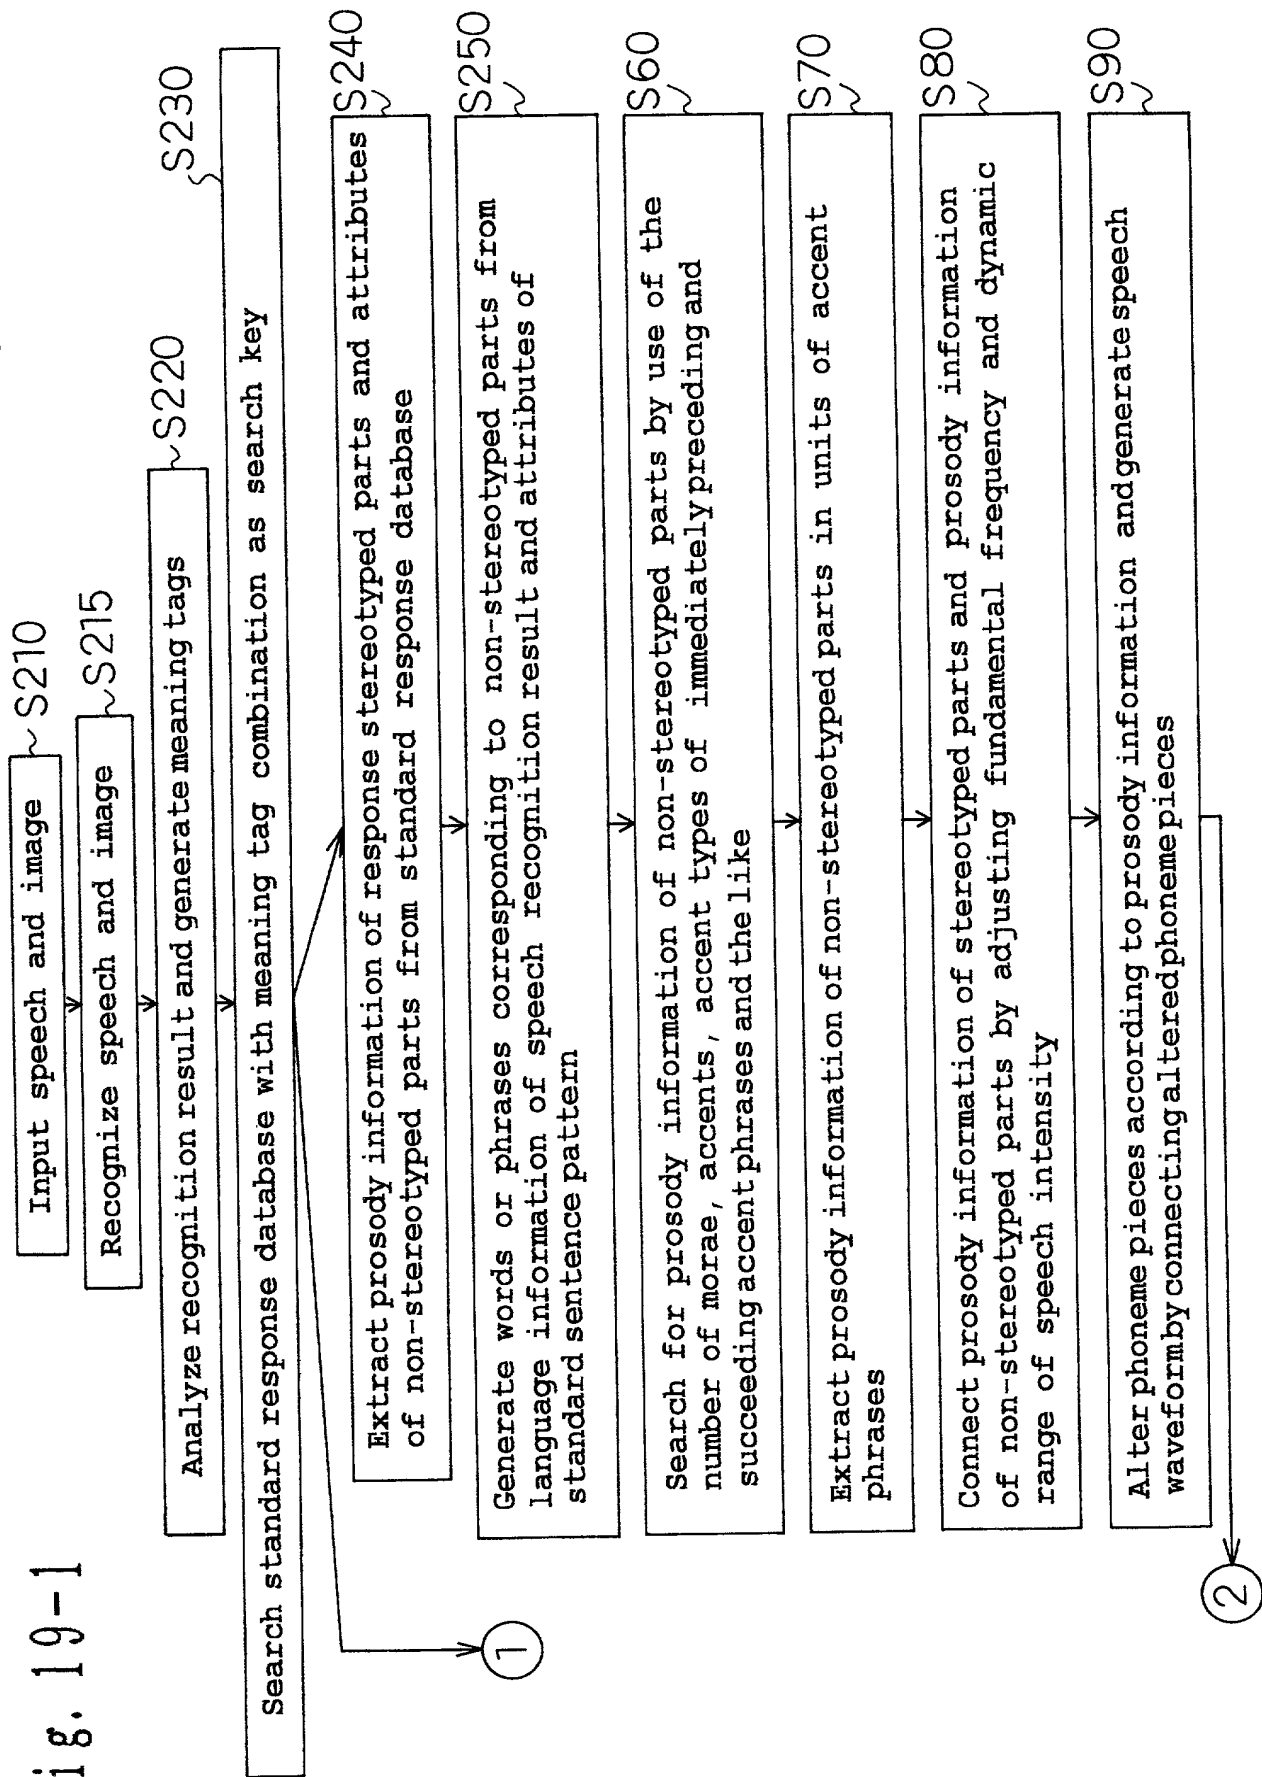 ig. 19-1
Input speech and image
S210
Recognize speech and image
S215
Analyze recognition result and generate meaning tags
S220
Search standard response database with meaning tag combination as search key
S230
Extract prosody information of response stereotyped parts and attributes
of non-stereotyped parts from standard response database
S240
Generate words or phrases corresponding to non-stereotyped parts from
language information of speech recognition result and attributes of
standard sentence pattern
S250
Search for prosody information of non-stereotyped parts by use of the
number of morae, accents, accent types of immediately preceding and
succeeding accent phrases and the like
S60
Extract prosody information of non-stereotyped parts in units of accent
phrases
S70
Connect prosody information of stereotyped parts and prosody information
of non-stereotyped parts by adjusting fundamental frequency and dynamic
range of speech intensity
S80
Alter phoneme pieces according to prosody information and generate speech
waveform by connecting altered phoneme pieces
S90
1
2